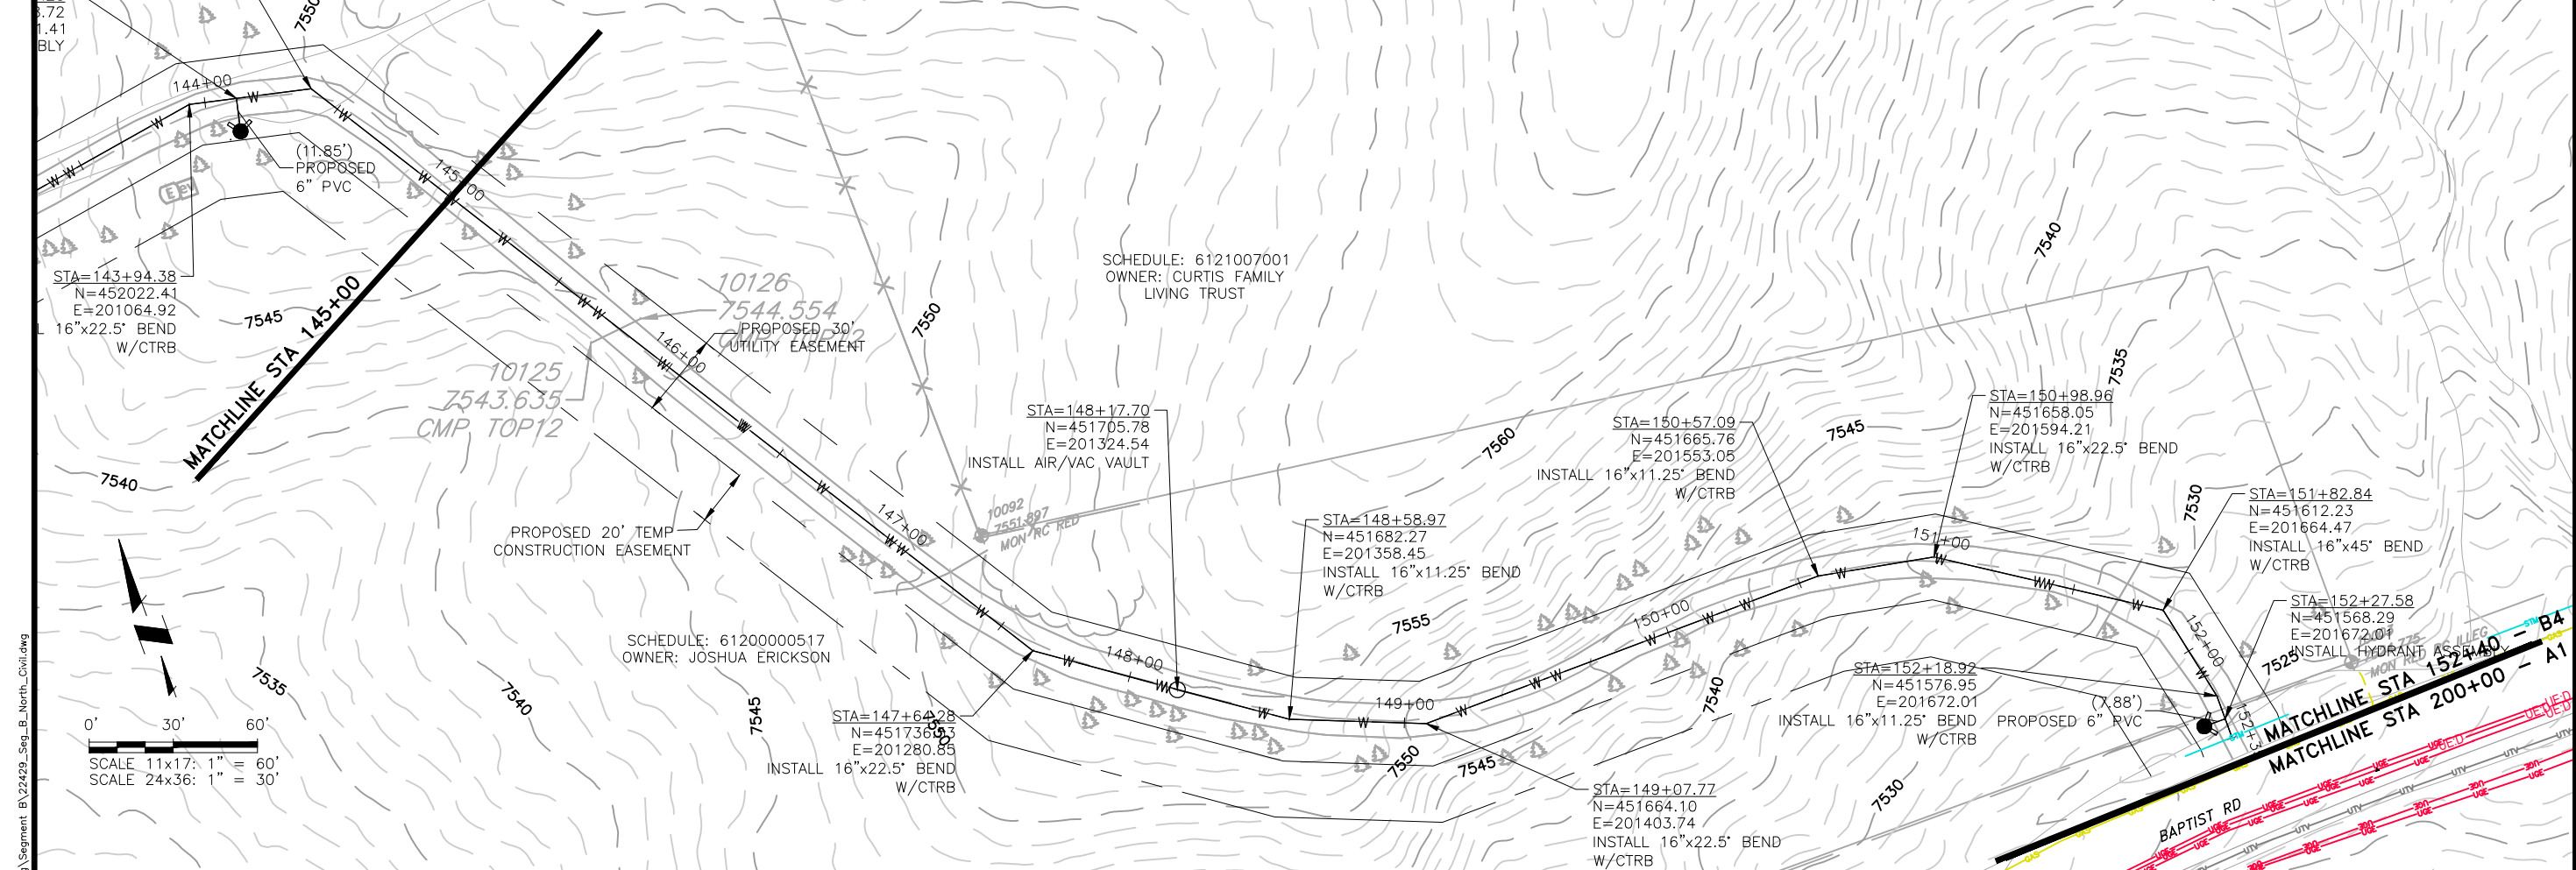 3.72
1.41
BLY
7550
144+00
(11.85')
PROPOSED
6" PVC
145+00
STA=143+94.38
N=452022.41
E=201064.92
L 16"x22.5° BEND
W/CTRB
7545
MATCHLINE STA 145+00
7540
10126
7544.554
PROPOSED 30'
UTILITY EASEMENT
146+00
10125
7543.635
CMP TOP12
7550
SCHEDULE: 6121007001
OWNER: CURTIS FAMILY
LIVING TRUST
7540
7535
STA=148+17.70
N=451705.78
E=201324.54
INSTALL AIR/VAC VAULT
147+00
10092
7551.897
MON RC RED
PROPOSED 20' TEMP
CONSTRUCTION EASEMENT
STA=148+58.97
N=451682.27
E=201358.45
INSTALL 16"x11.25° BEND
W/CTRB
7560
STA=150+57.09
N=451665.76
E=201553.05
INSTALL 16"x11.25° BEND
W/CTRB
7545
STA=150+98.96
N=451658.05
E=201594.21
INSTALL 16"x22.5° BEND
W/CTRB
7530
STA=151+82.84
N=451612.23
E=201664.47
INSTALL 16"x45° BEND
W/CTRB
151+00
150+00
7555
STA=152+27.58
N=451568.29
E=201672.01
INSTALL HYDRANT ASSEMBLY
152+00
7525
SCHEDULE: 61200000517
OWNER: JOSHUA ERICKSON
148+00
149+00
7535
7540
7545
7550
STA=147+64.28
E=201280.85
INSTALL 16"x22.5° BEND
W/CTRB
7550
7545
7540
STA=152+18.92
N=451576.95
E=201672.01
INSTALL 16"x11.25° BEND
W/CTRB
(7.88')
PROPOSED 6" PVC
MATCHLINE STA 152+40 - B4
MATCHLINE STA 200+00 - A1
STA=149+07.77
N=451664.10
E=201403.74
INSTALL 16"x22.5° BEND
W/CTRB
7530
BAPTIST RD
0' 30' 60'
SCALE 11x17: 1" = 60'
SCALE 24x36: 1" = 30'
\Segment B\22429_Seg_B_North_Civil.dwg